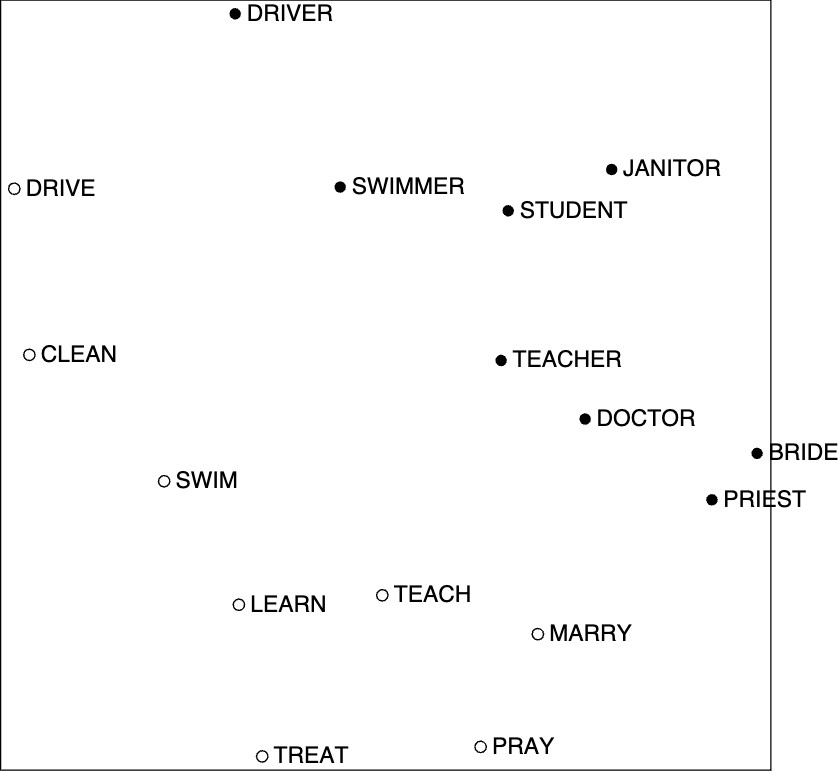 DRIVER
JANITOR
DRIVE
SWIMMER
STUDENT
CLEAN
TEACHER
DOCTOR
BRIDE
SWIM
PRIEST
LEARN
TEACH
MARRY
TREAT
PRAY